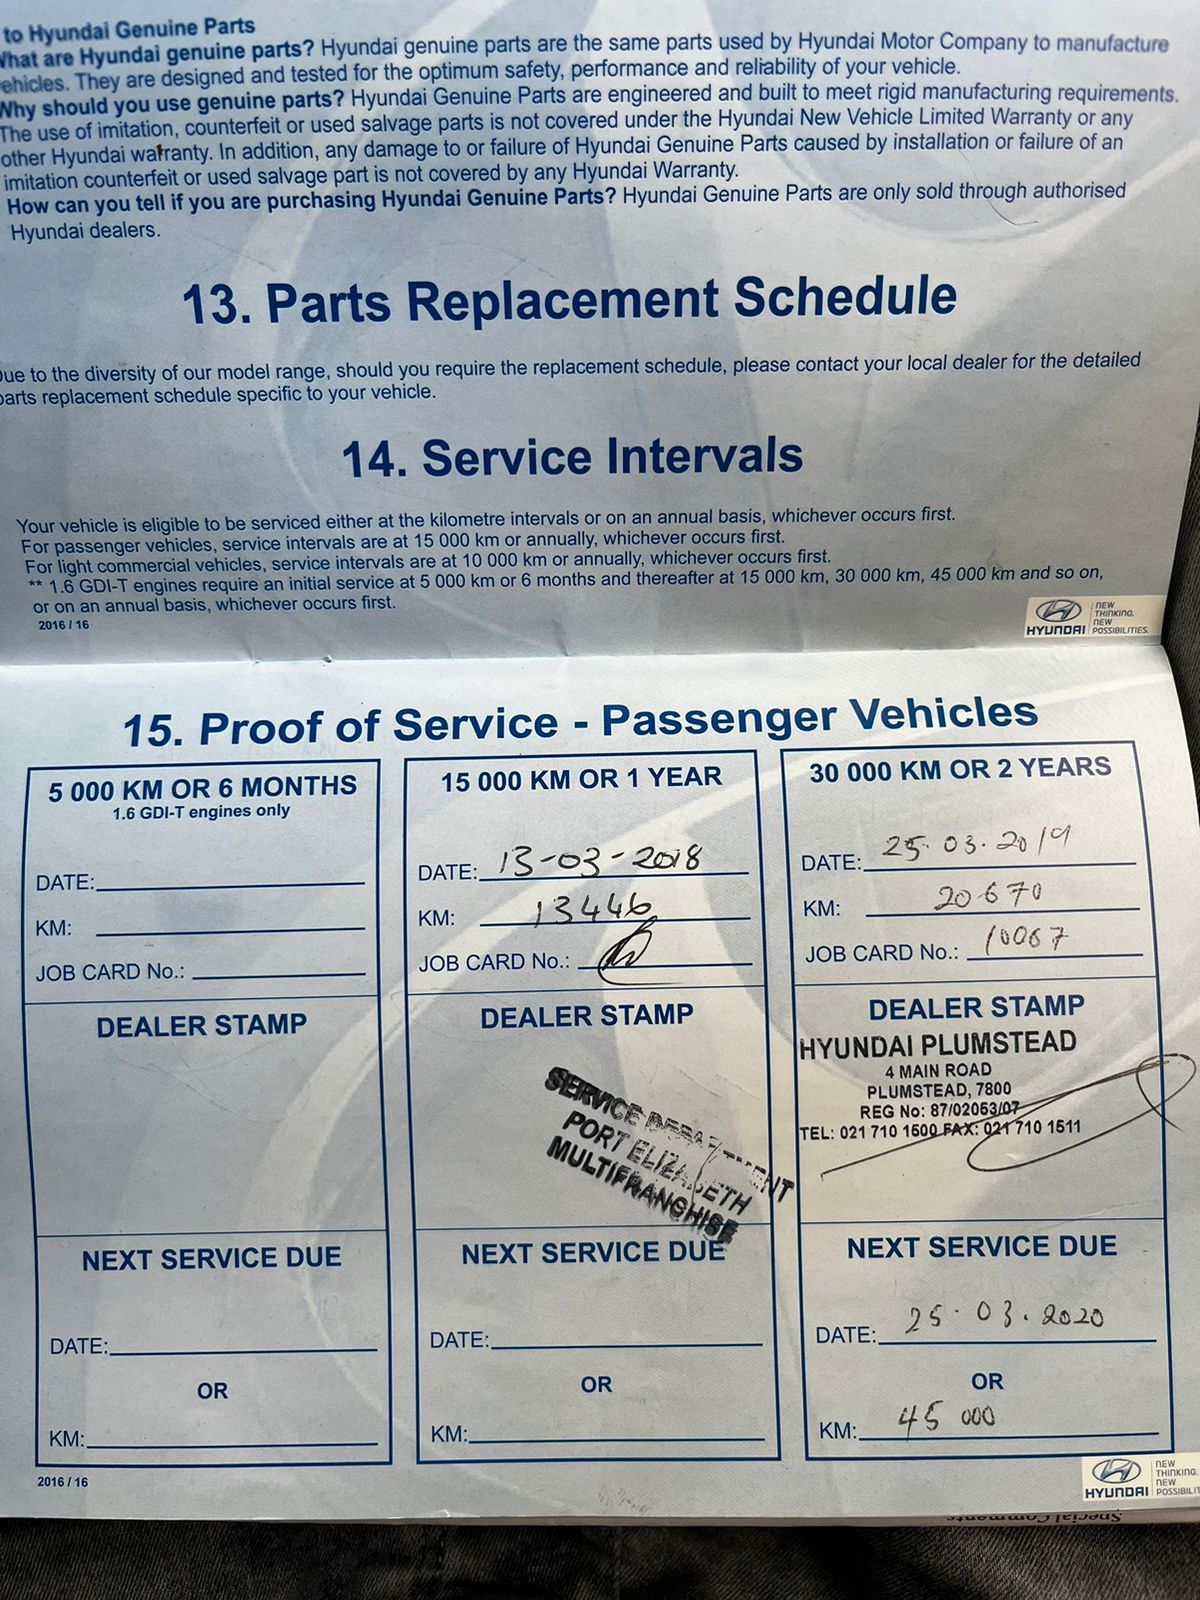 to Hyundai Genuine Parts
What are Hyundai genuine parts? Hyundai genuine parts are the same parts used by Hyundai Motor Company to manufacture
vehicles. They are designed and tested for the optimum safety, performance and reliability of your vehicle.
Why should you use genuine parts? Hyundai Genuine Parts are engineered and built to meet rigid manufacturing requirements.
The use of imitation, counterfeit or used salvage parts is not covered under the Hyundai New Vehicle Limited Warranty or any
other Hyundai warranty. In addition, any damage to or failure of Hyundai Genuine Parts caused by installation or failure of an
imitation counterfeit or used salvage part is not covered by any Hyundai Warranty.
How can you tell if you are purchasing Hyundai Genuine Parts? Hyundai Genuine Parts are only sold through authorised
Hyundai dealers.
13. Parts Replacement Schedule
Due to the diversity of our model range, should you require the replacement schedule, please contact your local dealer for the detailed
parts replacement schedule specific to your vehicle.
14. Service Intervals
Your vehicle is eligible to be serviced either at the kilometre intervals or on an annual basis, whichever occurs first.
For passenger vehicles, service intervals are at 15 000 km or annually, whichever occurs first.
For light commercial vehicles, service intervals are at 10 000 km or annually, whichever occurs first.
** 1.6 GDI-T engines require an initial service at 5 000 km or 6 months and thereafter at 15 000 km, 30 000 km, 45 000 km and so on,
or on an annual basis, whichever occurs first.
2016 / 16
HYUNDAI
NEW
THINKING.
NEW
POSSIBILITIES.
15. Proof of Service - Passenger Vehicles
5 000 KM OR 6 MONTHS
1.6 GDI-T engines only
DATE:
KM:
JOB CARD No.:
DEALER STAMP
NEXT SERVICE DUE
DATE:
OR
KM:
15 000 KM OR 1 YEAR
DATE: 13-03-2018
KM: 13446
JOB CARD No.:
DEALER STAMP
SERVICE DEPARTMENT
PORT ELIZABETH
MULTIFRANCHISE
NEXT SERVICE DUE
DATE:
OR
KM:
30 000 KM OR 2 YEARS
DATE: 25.03.2019
KM: 20670
JOB CARD No.: 10067
DEALER STAMP
HYUNDAI PLUMSTEAD
4 MAIN ROAD
PLUMSTEAD, 7800
REG No: 87/02053/07
TEL: 021 710 1500 FAX: 021 710 1511
NEXT SERVICE DUE
DATE: 25.03.2020
OR
KM: 45 000
2016 / 16
HYUNDAI
NEW
THINKING.
NEW
POSSIBILIT
Special Comments